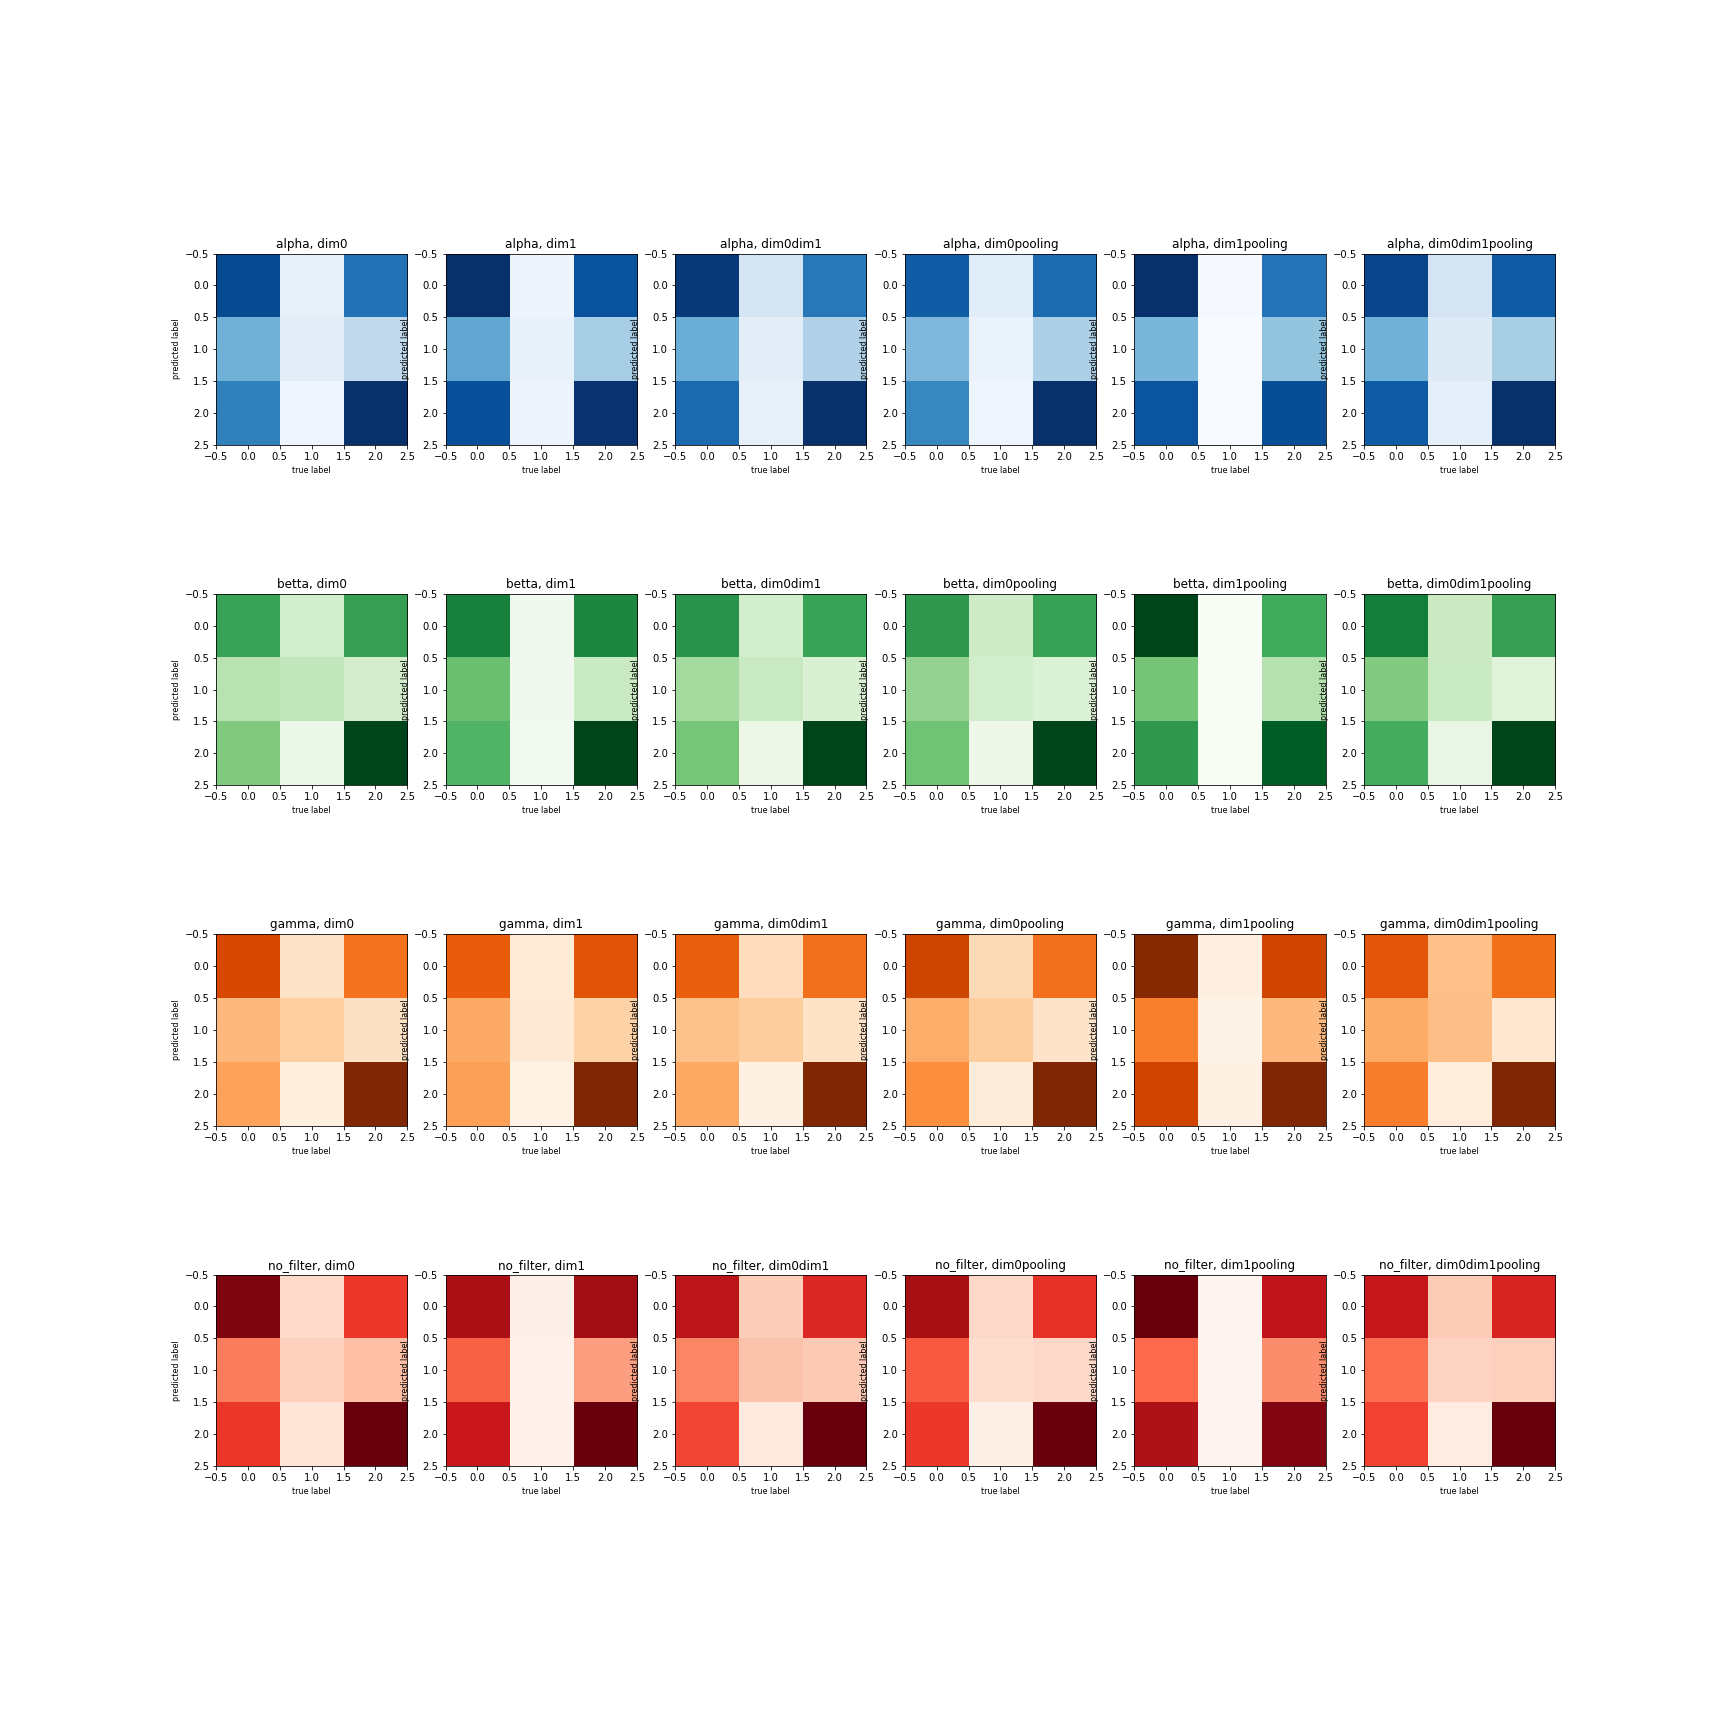 alpha, dim0 alpha, dim1 alpha, dim0dim1 alpha, dim0pooling alpha, dim1pooling alpha, dim0dim1pooling
−0.5 −0.5 −0.5 −0.5 −0.5 −0.5
0.0 0.0 0.0 0.0 0.0 0.0
0.5 0.5 0.5 0.5 0.5 0.5
predicted label predicted label predicted label predicted label predicted label predicted label
1.0 1.0 1.0 1.0 1.0 1.0
1.5 1.5 1.5 1.5 1.5 1.5
2.0 2.0 2.0 2.0 2.0 2.0
2.5 2.5 2.5 2.5 2.5 2.5
−0.5 0.0 0.5 1.0 1.5 2.0 2.5 −0.5 0.0 0.5 1.0 1.5 2.0 2.5 −0.5 0.0 0.5 1.0 1.5 2.0 2.5 −0.5 0.0 0.5 1.0 1.5 2.0 2.5 −0.5 0.0 0.5 1.0 1.5 2.0 2.5 −0.5 0.0 0.5 1.0 1.5 2.0 2.5
true label true label true label true label true label true label
betta, dim0 betta, dim1 betta, dim0dim1 betta, dim0pooling betta, dim1pooling betta, dim0dim1pooling
−0.5 −0.5 −0.5 −0.5 −0.5 −0.5
0.0 0.0 0.0 0.0 0.0 0.0
0.5 0.5 0.5 0.5 0.5 0.5
predicted label predicted label predicted label predicted label predicted label predicted label
1.0 1.0 1.0 1.0 1.0 1.0
1.5 1.5 1.5 1.5 1.5 1.5
2.0 2.0 2.0 2.0 2.0 2.0
2.5 2.5 2.5 2.5 2.5 2.5
−0.5 0.0 0.5 1.0 1.5 2.0 2.5 −0.5 0.0 0.5 1.0 1.5 2.0 2.5 −0.5 0.0 0.5 1.0 1.5 2.0 2.5 −0.5 0.0 0.5 1.0 1.5 2.0 2.5 −0.5 0.0 0.5 1.0 1.5 2.0 2.5 −0.5 0.0 0.5 1.0 1.5 2.0 2.5
true label true label true label true label true label true label
gamma, dim0 gamma, dim1 gamma, dim0dim1 gamma, dim0pooling gamma, dim1pooling gamma, dim0dim1pooling
−0.5 −0.5 −0.5 −0.5 −0.5 −0.5
0.0 0.0 0.0 0.0 0.0 0.0
0.5 0.5 0.5 0.5 0.5 0.5
predicted label predicted label predicted label predicted label predicted label predicted label
1.0 1.0 1.0 1.0 1.0 1.0
1.5 1.5 1.5 1.5 1.5 1.5
2.0 2.0 2.0 2.0 2.0 2.0
2.5 2.5 2.5 2.5 2.5 2.5
−0.5 0.0 0.5 1.0 1.5 2.0 2.5 −0.5 0.0 0.5 1.0 1.5 2.0 2.5 −0.5 0.0 0.5 1.0 1.5 2.0 2.5 −0.5 0.0 0.5 1.0 1.5 2.0 2.5 −0.5 0.0 0.5 1.0 1.5 2.0 2.5 −0.5 0.0 0.5 1.0 1.5 2.0 2.5
true label true label true label true label true label true label
no_filter, dim0 no_filter, dim1 no_filter, dim0dim1 no_filter, dim0pooling no_filter, dim1pooling no_filter, dim0dim1pooling
−0.5 −0.5 −0.5 −0.5 −0.5 −0.5
0.0 0.0 0.0 0.0 0.0 0.0
0.5 0.5 0.5 0.5 0.5 0.5
predicted label predicted label predicted label predicted label predicted label predicted label
1.0 1.0 1.0 1.0 1.0 1.0
1.5 1.5 1.5 1.5 1.5 1.5
2.0 2.0 2.0 2.0 2.0 2.0
2.5 2.5 2.5 2.5 2.5 2.5
−0.5 0.0 0.5 1.0 1.5 2.0 2.5 −0.5 0.0 0.5 1.0 1.5 2.0 2.5 −0.5 0.0 0.5 1.0 1.5 2.0 2.5 −0.5 0.0 0.5 1.0 1.5 2.0 2.5 −0.5 0.0 0.5 1.0 1.5 2.0 2.5 −0.5 0.0 0.5 1.0 1.5 2.0 2.5
true label true label true label true label true label true label